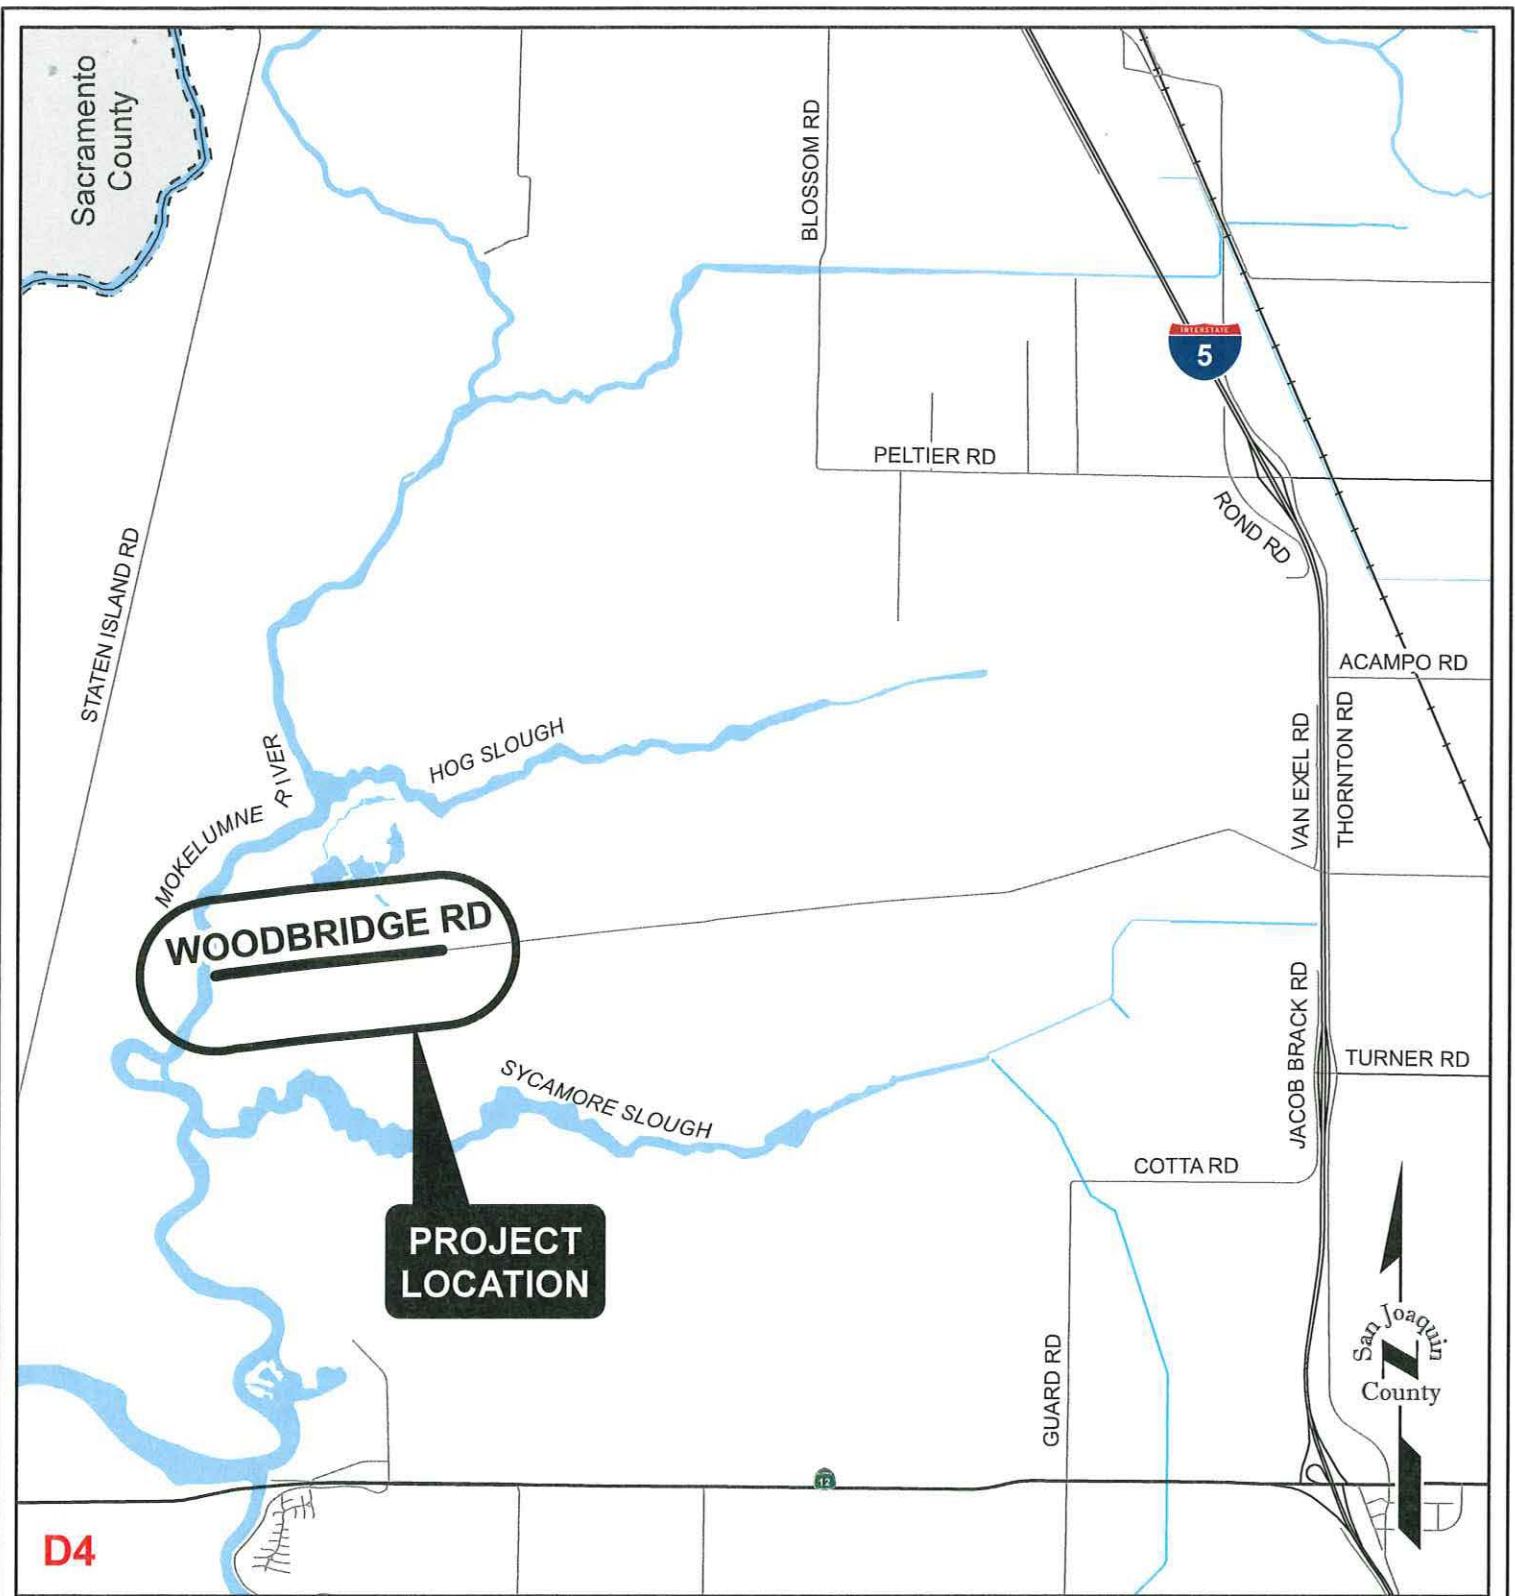 Sacramento
County
BLOSSOM RD
INTERSTATE
5
PELTIER RD
ROND RD
STATEN ISLAND RD
ACAMPO RD
VAN EXEL RD
THORNTON RD
HOG SLOUGH
MOKELUMNE RIVER
WOODBRIDGE RD
JACOB BRACK RD
TURNER RD
SYCAMORE SLOUGH
COTTA RD
PROJECT
LOCATION
GUARD RD
San Joaquin
N
County
12
D4